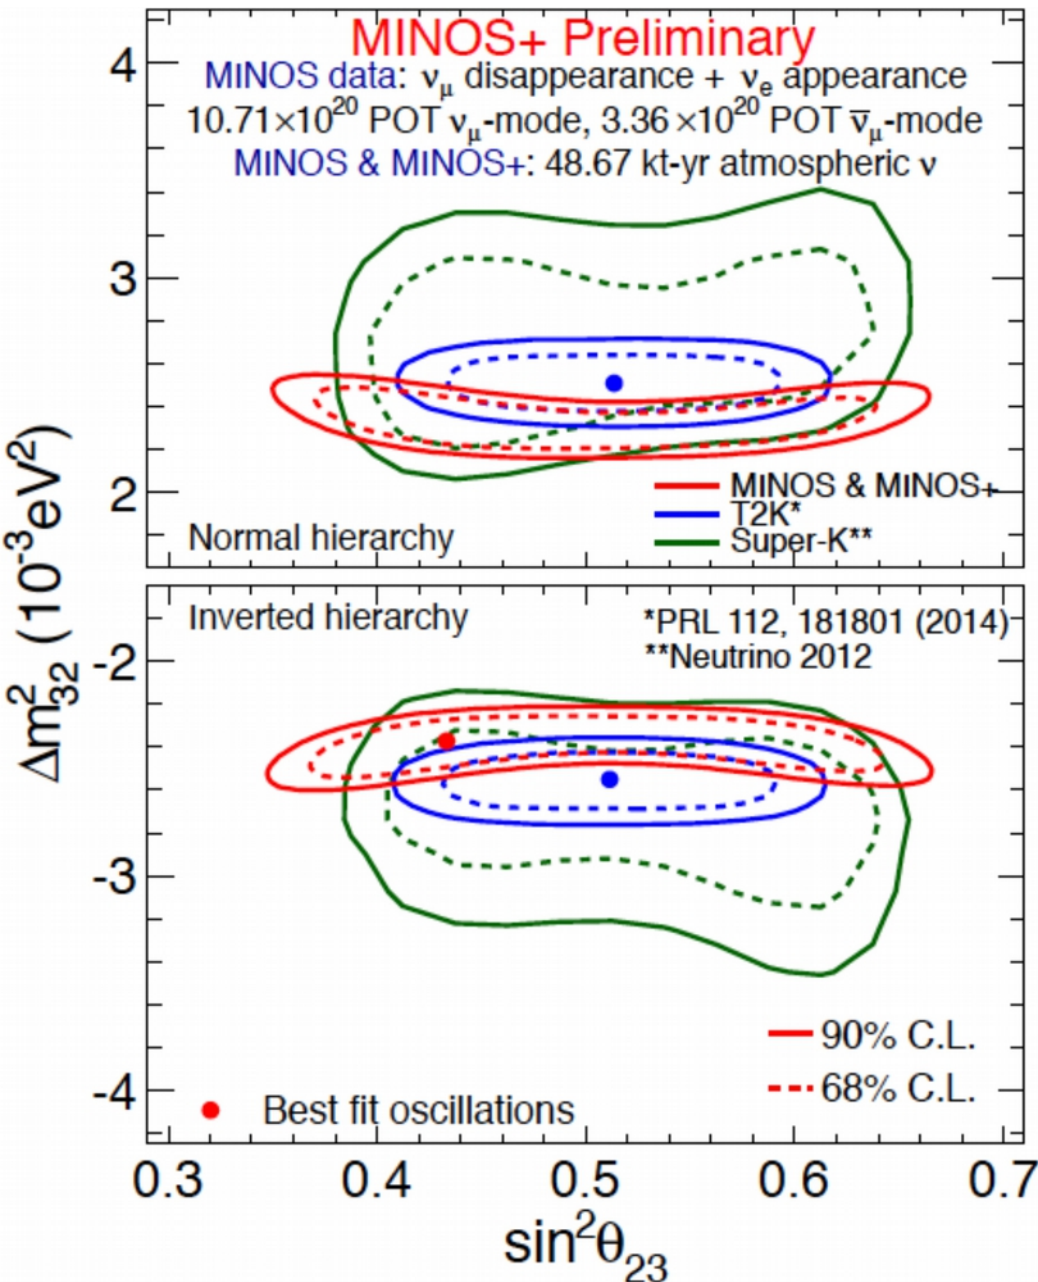 MINOS+ Preliminary
MINOS data: νμ disappearance + νe appearance
10.71×10²⁰ POT νμ-mode, 3.36 ×10²⁰ POT ν̅μ-mode
MINOS & MINOS+: 48.67 kt-yr atmospheric ν
4
3
2
Normal hierarchy
MINOS & MINOS+
T2K*
Super-K**
Δm²₃₂ (10⁻³eV²)
Inverted hierarchy
*PRL 112, 181801 (2014)
**Neutrino 2012
-2
-3
-4
90% C.L.
68% C.L.
Best fit oscillations
0.3 0.4 0.5 0.6 0.7
sin²θ₂₃